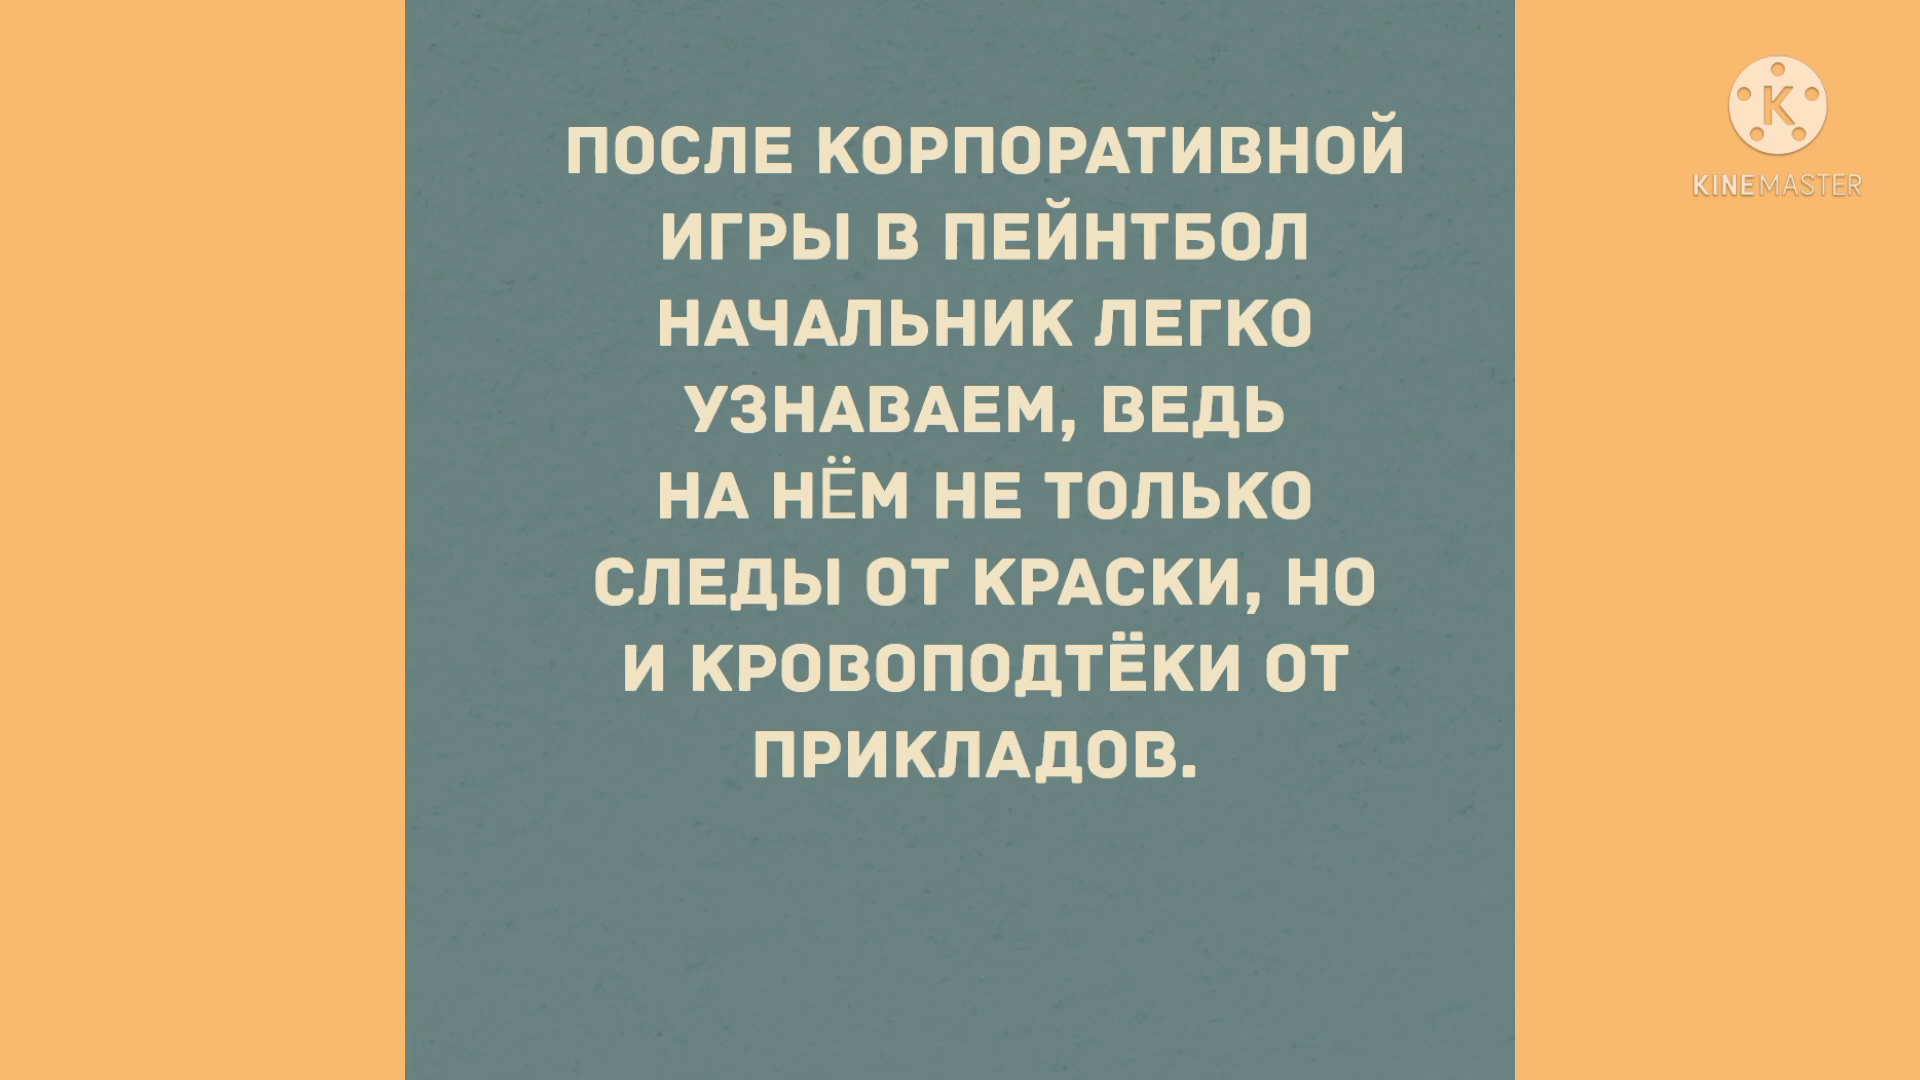 ПОСЛЕ КОРПОРАТИВНОЙ
ИГРЫ В ПЕЙНТБОЛ
НАЧАЛЬНИК ЛЕГКО
УЗНАВАЕМ, ВЕДЬ
НА НЁМ НЕ ТОЛЬКО
СЛЕДЫ ОТ КРАСКИ, НО
И КРОВОПОДТЁКИ ОТ
ПРИКЛАДОВ.
K
KINEMASTER